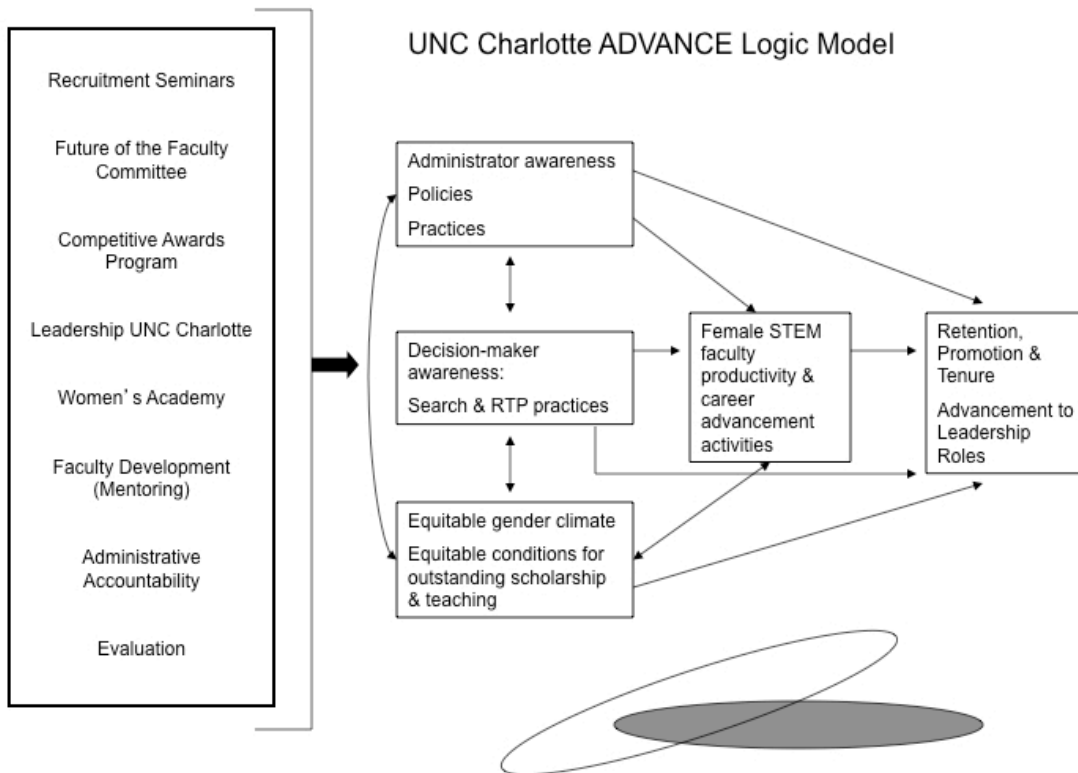 UNC Charlotte ADVANCE Logic Model
Recruitment Seminars
Future of the Faculty
Committee
Competitive Awards
Program
Leadership UNC Charlotte
Women’s Academy
Faculty Development
(Mentoring)
Administrative
Accountability
Evaluation
Administrator awareness
Policies
Practices
Decision-maker
awareness:
Search & RTP practices
Equitable gender climate
Equitable conditions for
outstanding scholarship
& teaching
Female STEM
faculty
productivity &
career
advancement
activities
Retention,
Promotion &
Tenure
Advancement to
Leadership
Roles